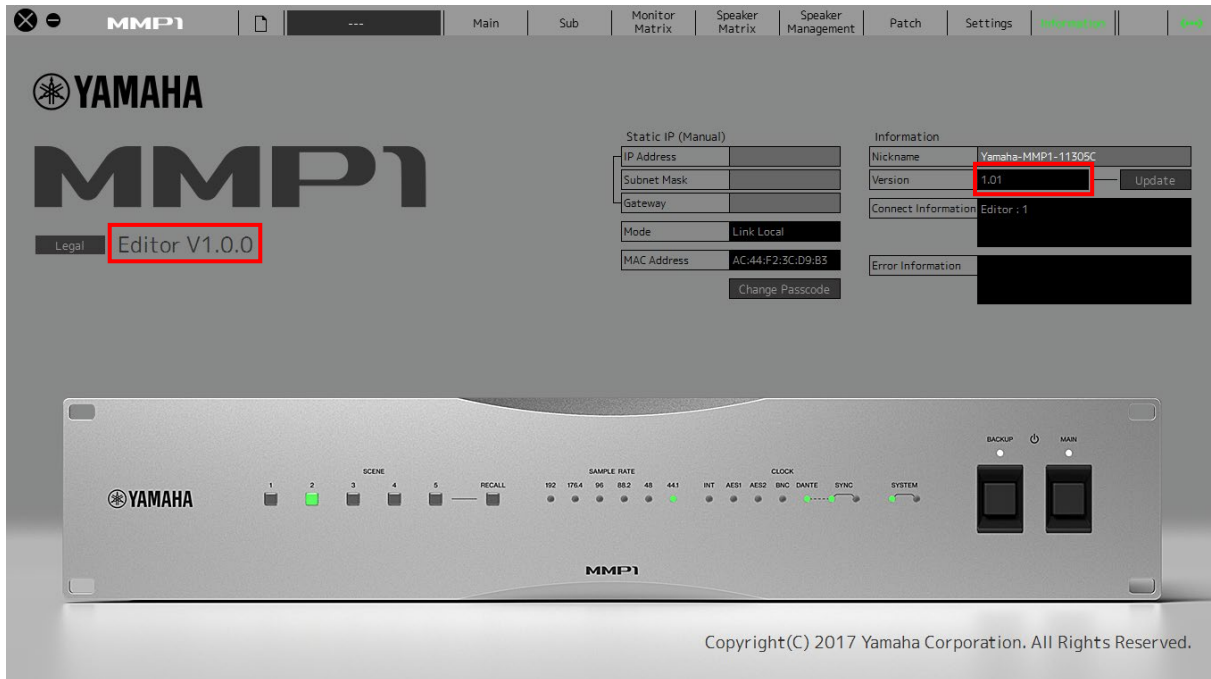 MMP1
---
Main
Sub
Monitor
Matrix
Speaker
Matrix
Speaker
Management
Patch
Settings
Information
YAMAHA
MMP1
Legal
Editor V1.0.0
Static IP (Manual)
IP Address
Subnet Mask
Gateway
Mode Link Local
MAC Address AC:44:F2:3C:D9:B3
Change Passcode
Information
Nickname Yamaha-MMP1-11305C
Version 1.01 Update
Connect Information Editor : 1
Error Information
YAMAHA
SCENE
1 2 3 4 5 RECALL
SAMPLE RATE
192 176.4 96 88.2 48 44.1
CLOCK
INT AES1 AES2 BNC DANTE SYNC
SYSTEM
BACKUP MAIN
MMP1
Copyright(C) 2017 Yamaha Corporation. All Rights Reserved.